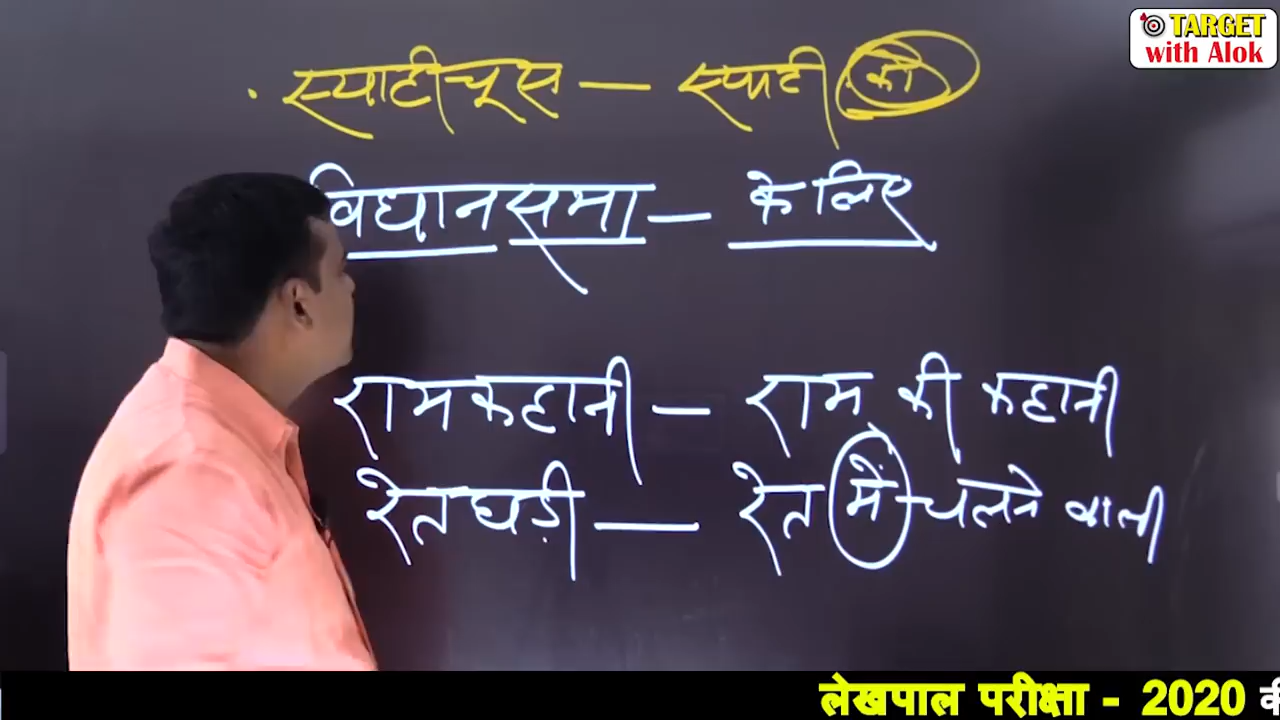 TARGET
with Alok
स्याहीचूस — स्याही को
विधानसभा — के लिए
रामकहानी — राम की कहानी
रेतघड़ी — रेत में चलने वाली
लेखपाल परीक्षा - 2020 की